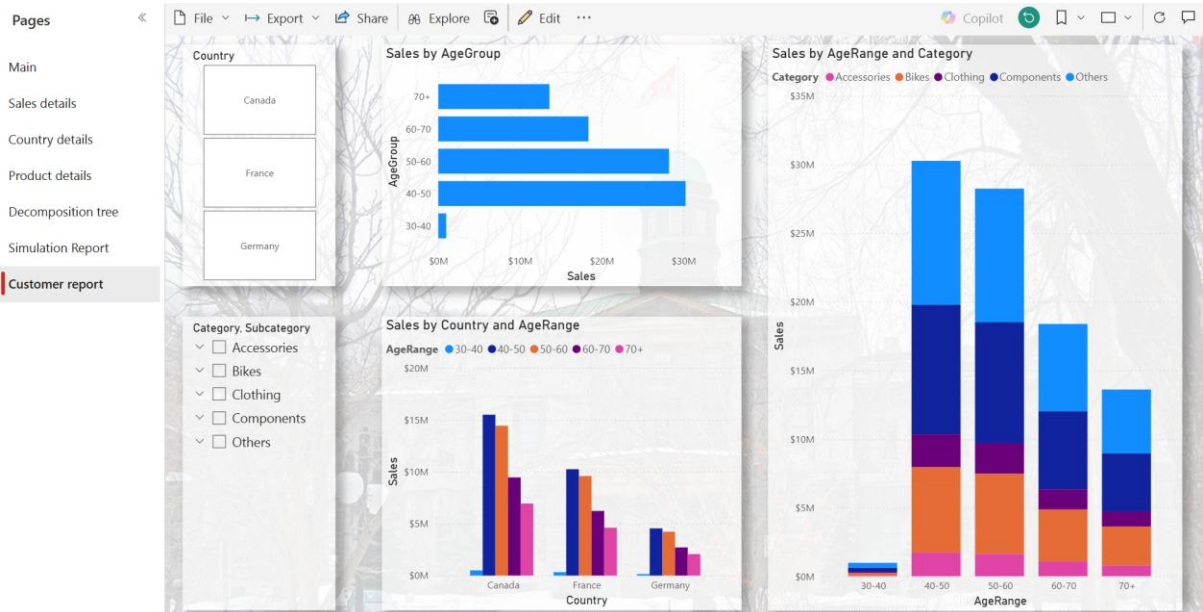 Pages
«
File
Export
Share
Explore
Edit
...
Copilot
Main
Sales details
Country details
Product details
Decomposition tree
Simulation Report
Customer report
Country
Canada
France
Germany
Category, Subcategory
Accessories
Bikes
Clothing
Components
Others
Sales by AgeGroup
AgeGroup
70+
60-70
50-60
40-50
30-40
$0M $10M $20M $30M
Sales
Sales by Country and AgeRange
AgeRange 30-40 40-50 50-60 60-70 70+
Sales
$20M
$15M
$10M
$5M
$0M
Canada France Germany
Country
Sales by AgeRange and Category
Category Accessories Bikes Clothing Components Others
Sales
$35M
$30M
$25M
$20M
$15M
$10M
$5M
$0M
30-40 40-50 50-60 60-70 70+
AgeRange